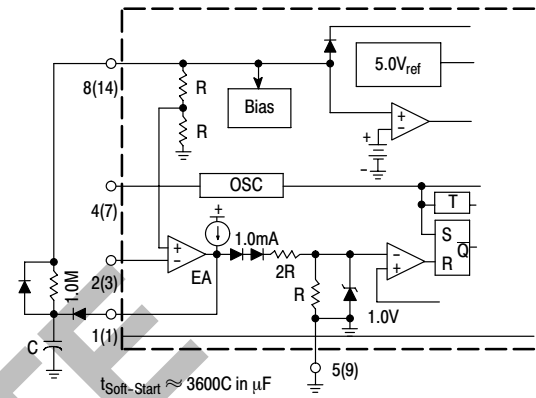 8(14)
R
Bias
5.0Vref
+
−
+
−
R
4(7)
OSC
T
+
1.0mA
S
Q
R
+
−
EA
2(3)
2R
−
+
1.0M
R
1.0V
1(1)
C
5(9)
tSoft-Start ≈ 3600C in µF